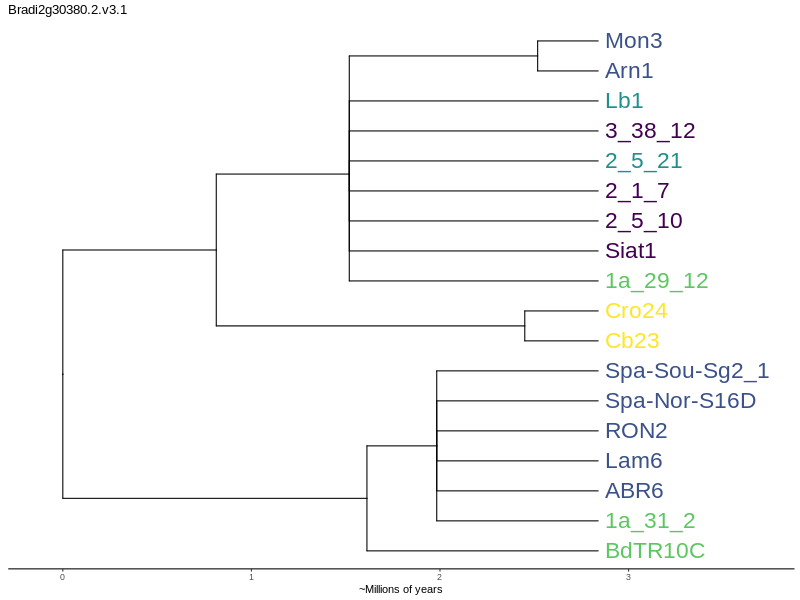 Bradi2g30380.2.v3.1
Mon3
Arn1
Lb1
3_38_12
2_5_21
2_1_7
2_5_10
Siat1
1a_29_12
Cro24
Cb23
Spa-Sou-Sg2_1
Spa-Nor-S16D
RON2
Lam6
ABR6
1a_31_2
BdTR10C
0 1 2 3
~Millions of years